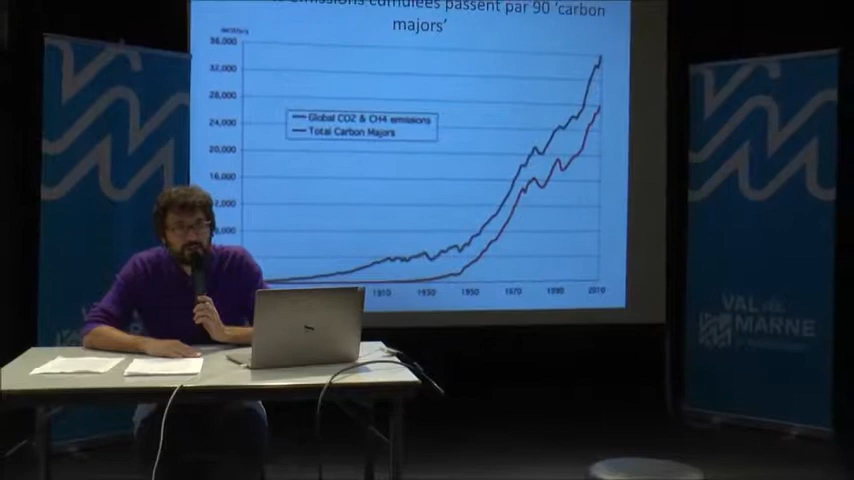 émissions cumulées passent par 90 'carbon
majors'
36,000
32,000
28,000
24,000
20,000
16,000
Global CO2 & CH4 emissions
Total Carbon Majors
1910
1930
1950
1970
1990
2010
VAL de
MARNE